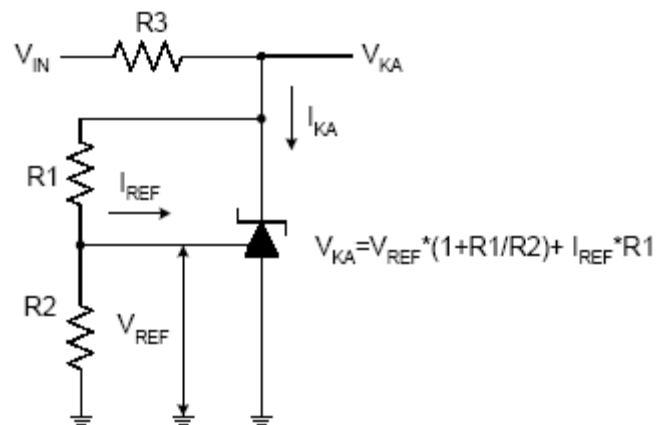 R3
V_IN
V_KA
I_KA
R1
I_REF
V_KA=V_REF*(1+R1/R2)+ I_REF*R1
R2
V_REF